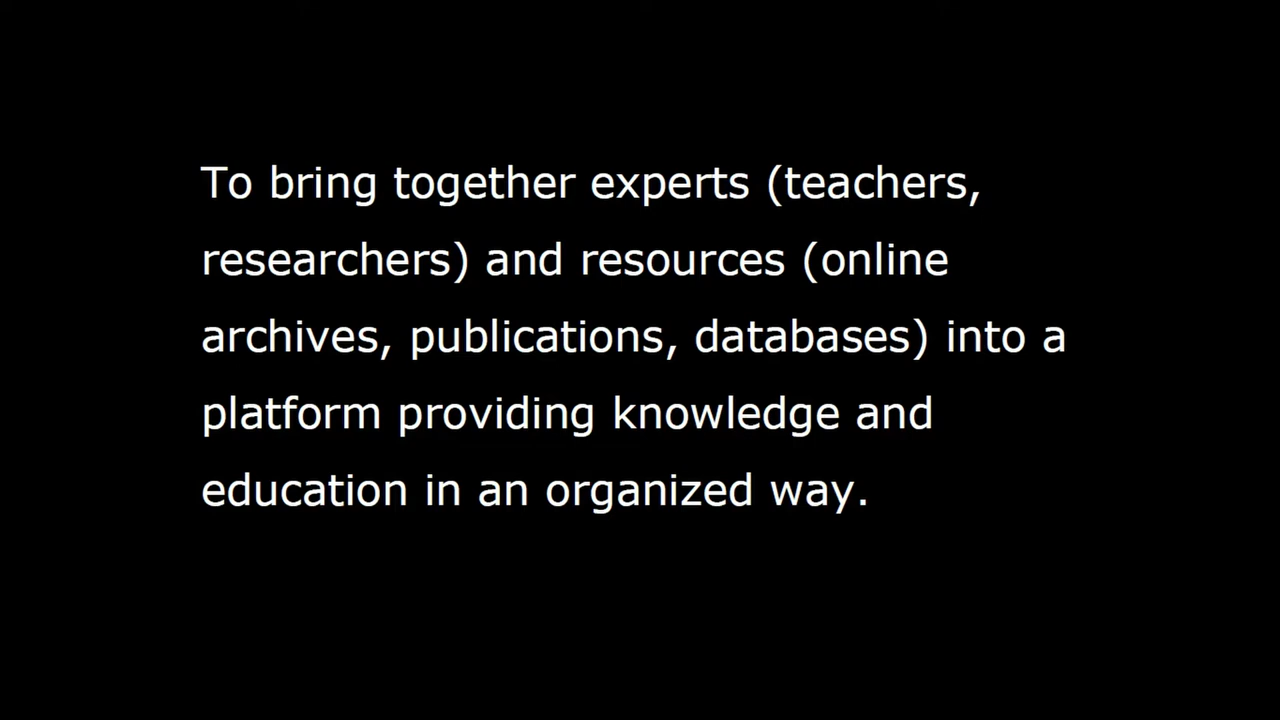 To bring together experts (teachers,
researchers) and resources (online
archives, publications, databases) into a
platform providing knowledge and
education in an organized way.